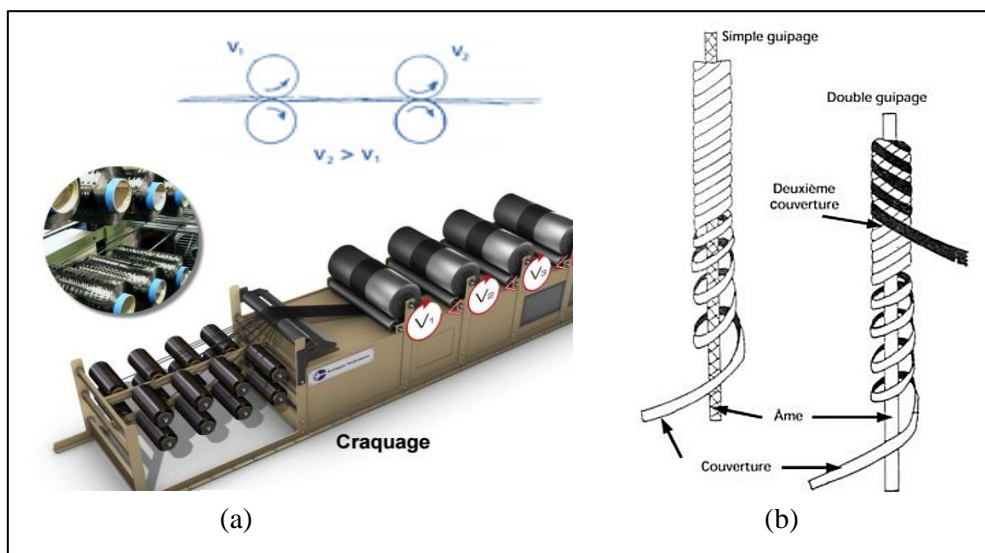 V₁
V₂
V₂ > V₁
V1
V2
V3
Craquage
(a)
Simple guipage
Double guipage
Deuxième
couverture
Âme
Couverture
(b)